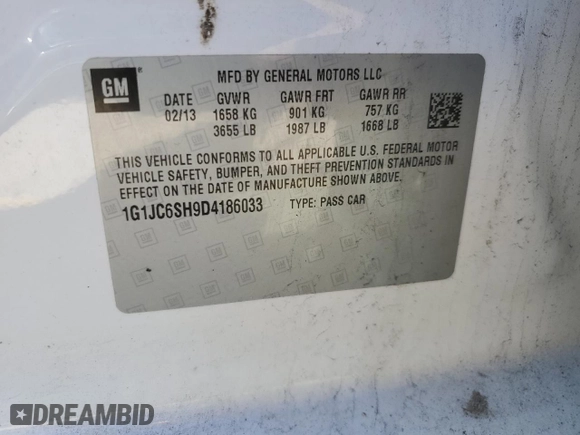 GM
MFD BY GENERAL MOTORS LLC
DATE GVWR GAWR FRT GAWR RR
02/13 1658 KG 901 KG 757 KG
3655 LB 1987 LB 1668 LB
THIS VEHICLE CONFORMS TO ALL APPLICABLE U.S. FEDERAL MOTOR
VEHICLE SAFETY, BUMPER, AND THEFT PREVENTION STANDARDS IN
EFFECT ON THE DATE OF MANUFACTURE SHOWN ABOVE.
1G1JC6SH9D4186033 TYPE: PASS CAR
DREAMBID